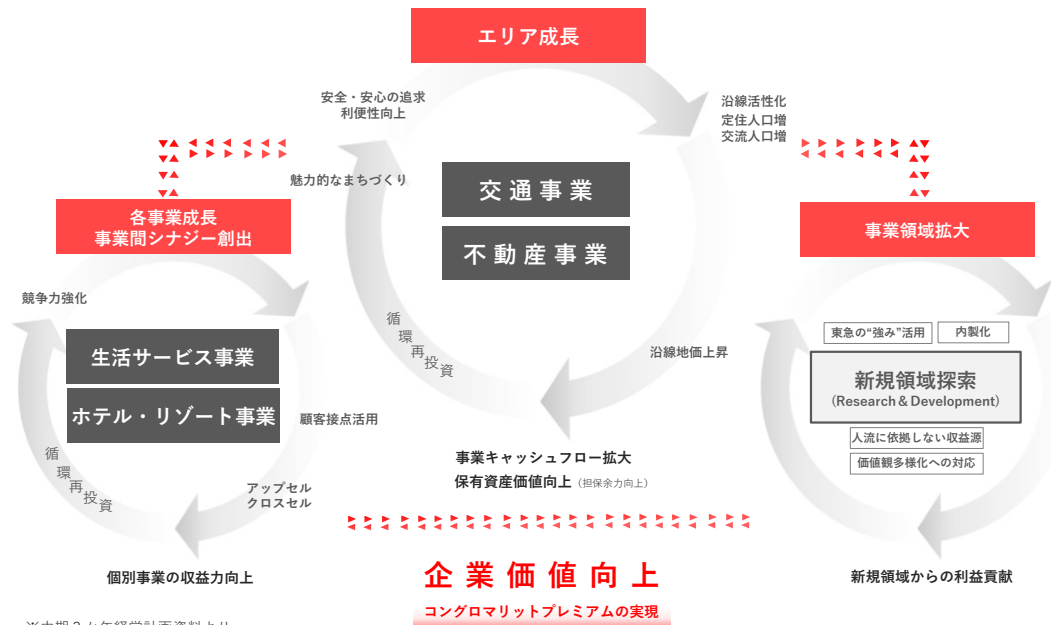 エリア成長
安全・安心の追求
利便性向上
沿線活性化
定住人口増
交流人口増
魅力的なまちづくり
交通事業
不動産事業
循環再投資
沿線地価上昇
事業キャッシュフロー拡大
保有資産価値向上（担保余力向上）
各事業成長
事業間シナジー創出
競争力強化
生活サービス事業
ホテル・リゾート事業
顧客接点活用
循環再投資
アップセル
クロスセル
個別事業の収益力向上
事業領域拡大
東急の“強み”活用
内製化
新規領域探索
（Research＆Development）
人流に依拠しない収益源
価値観多様化への対応
新規領域からの利益貢献
企業価値向上
コングロマリットプレミアムの実現